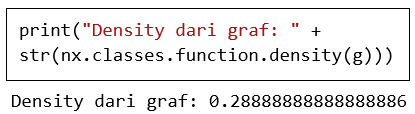 print("Density dari graf: " +
str(nx.classes.function.density(g)))
Density dari graf: 0.28888888888888886